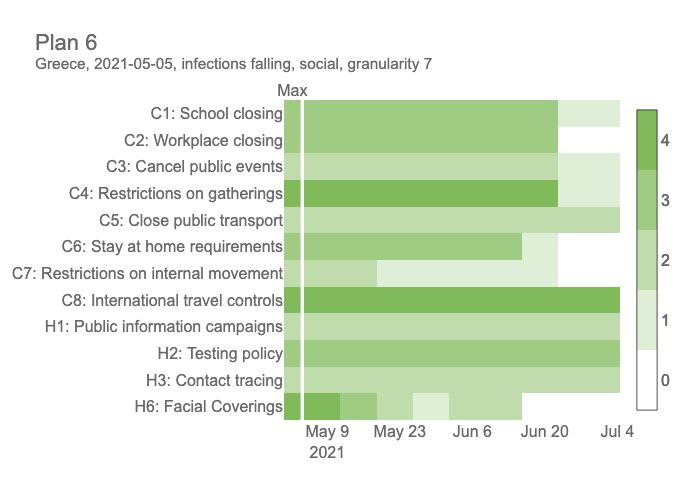 Plan 6
Greece, 2021-05-05, infections falling, social, granularity 7
Max
C1: School closing
C2: Workplace closing
C3: Cancel public events
C4: Restrictions on gatherings
C5: Close public transport
C6: Stay at home requirements
C7: Restrictions on internal movement
C8: International travel controls
H1: Public information campaigns
H2: Testing policy
H3: Contact tracing
H6: Facial Coverings
May 9 May 23 Jun 6 Jun 20 Jul 4
2021
4
3
2
1
0